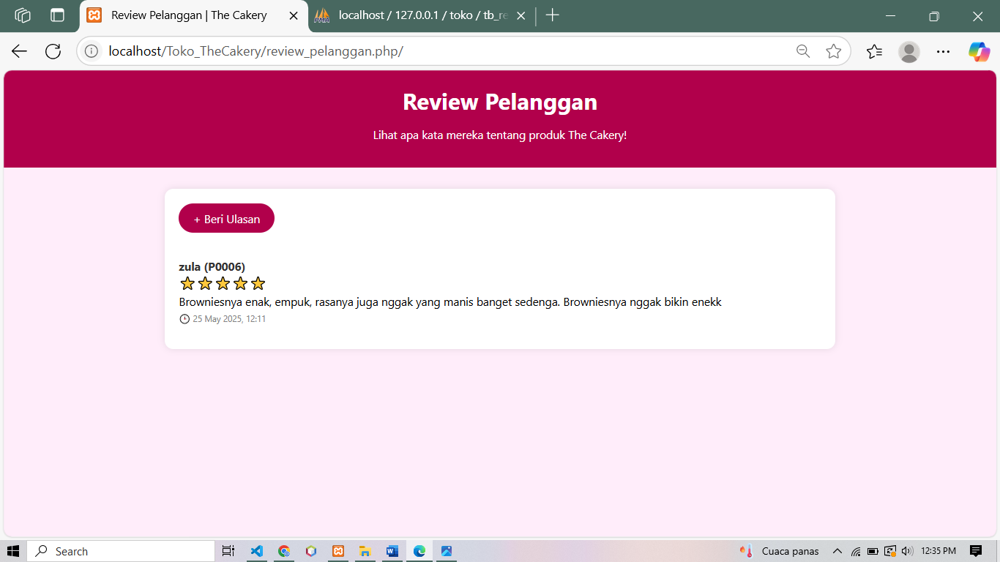 Review Pelanggan | The Cakery
localhost / 127.0.0.1 / toko / tb_re
localhost/Toko_TheCakery/review_pelanggan.php/
Review Pelanggan
Lihat apa kata mereka tentang produk The Cakery!
+ Beri Ulasan
zula (P0006)
Browniesnya enak, empuk, rasanya juga nggak yang manis banget sedenga. Browniesnya nggak bikin enekk
25 May 2025, 12:11
Search
Cuaca panas
12:35 PM